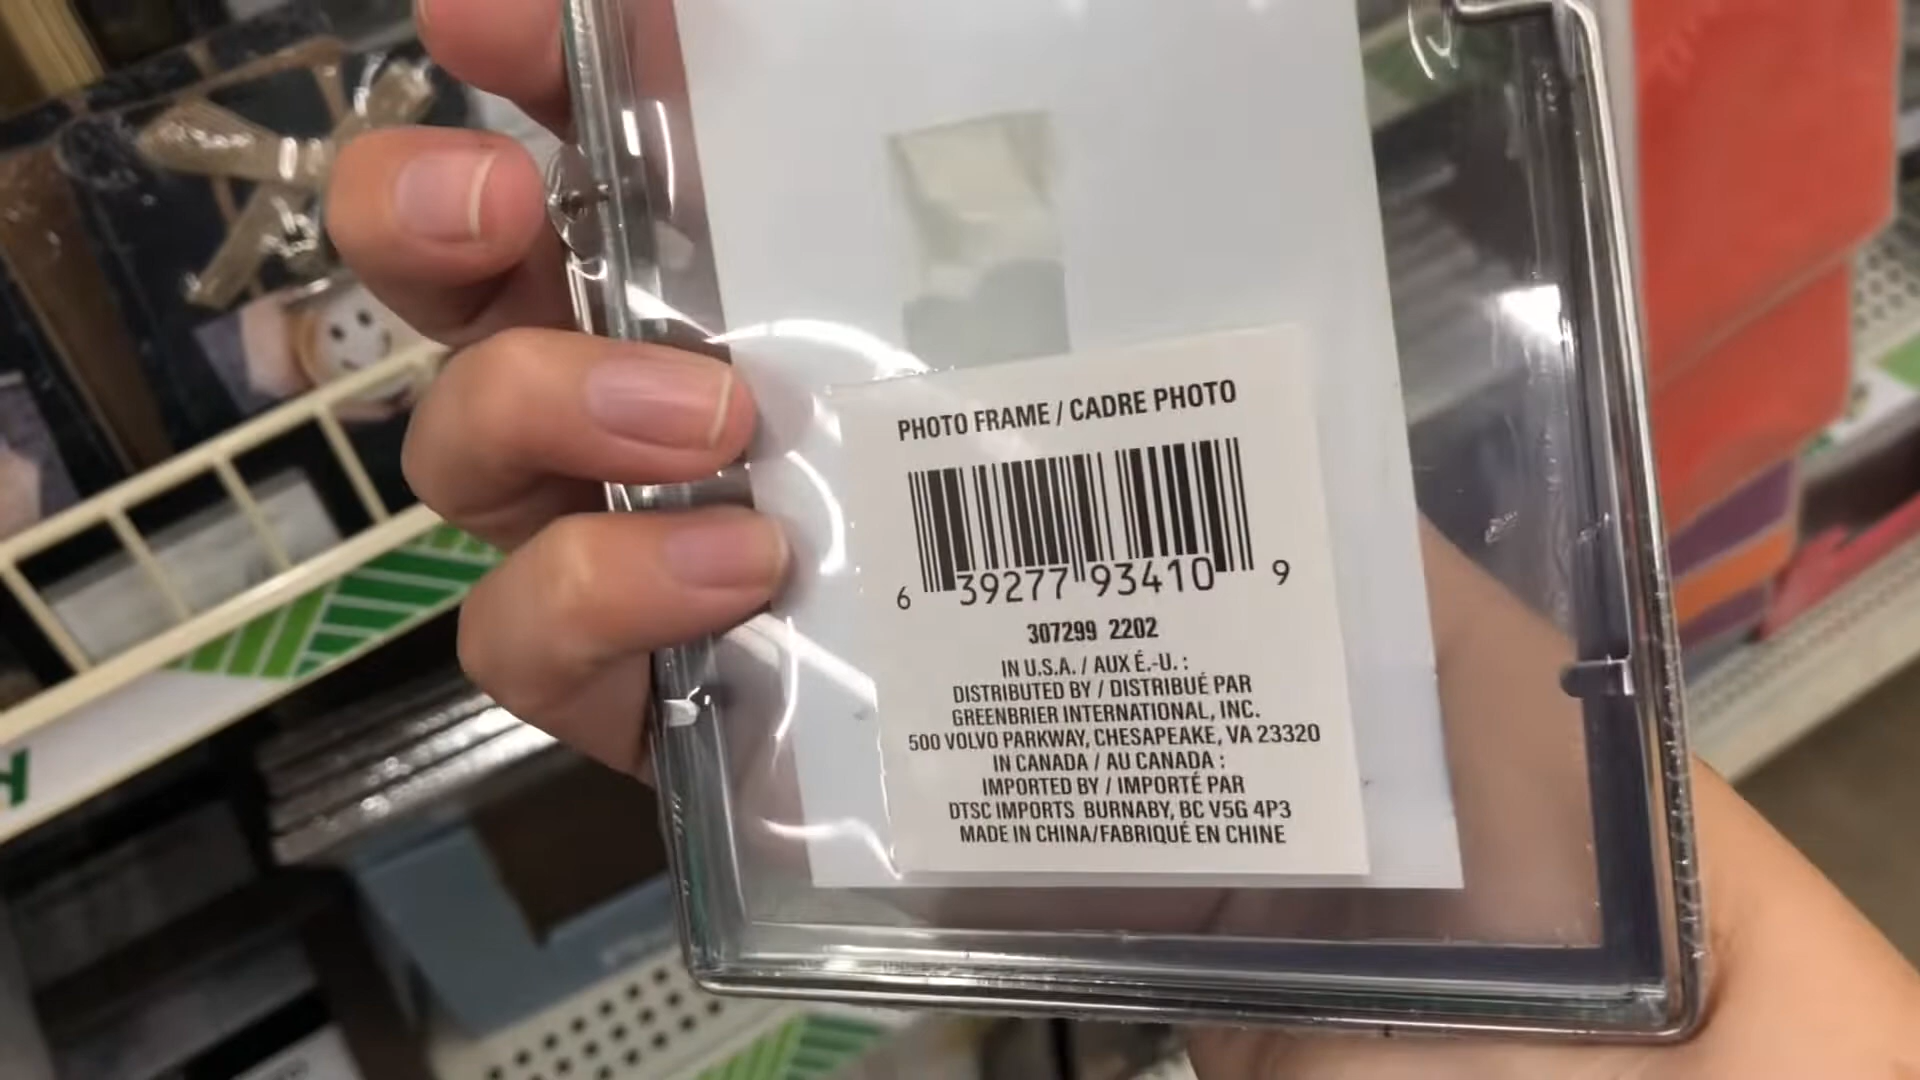 PHOTO FRAME / CADRE PHOTO
6 39277 93410 9
307299 2202
IN U.S.A. / AUX É.-U. :
DISTRIBUTED BY / DISTRIBUÉ PAR
GREENBRIER INTERNATIONAL, INC.
500 VOLVO PARKWAY, CHESAPEAKE, VA 23320
IN CANADA / AU CANADA :
IMPORTED BY / IMPORTÉ PAR
DTSC IMPORTS BURNABY, BC V5G 4P3
MADE IN CHINA/FABRIQUÉ EN CHINE